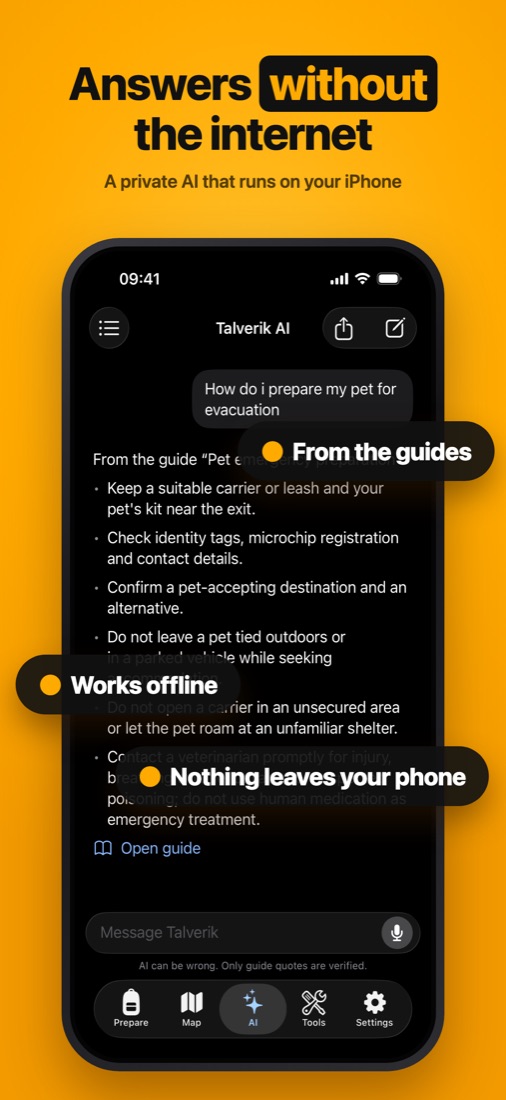 Answers without
the internet
A private AI that runs on your iPhone
09:41
Talverik AI
How do i prepare my pet for
evacuation
From the guide “Pet emergency preparation
From the guides
Keep a suitable carrier or leash and your
pet's kit near the exit.
Check identity tags, microchip registration
and contact details.
Confirm a pet-accepting destination and an
alternative.
Do not leave a pet tied outdoors or
in a parked vehicle while seeking
Works offline
Do not open a carrier in an unsecured area
or let the pet roam at an unfamiliar shelter.
Contact a veterinarian promptly for injury,
Nothing leaves your phone
poisoning; do not use human medication as
emergency treatment.
Open guide
Message Talverik
AI can be wrong. Only guide quotes are verified.
Prepare
Map
AI
Tools
Settings